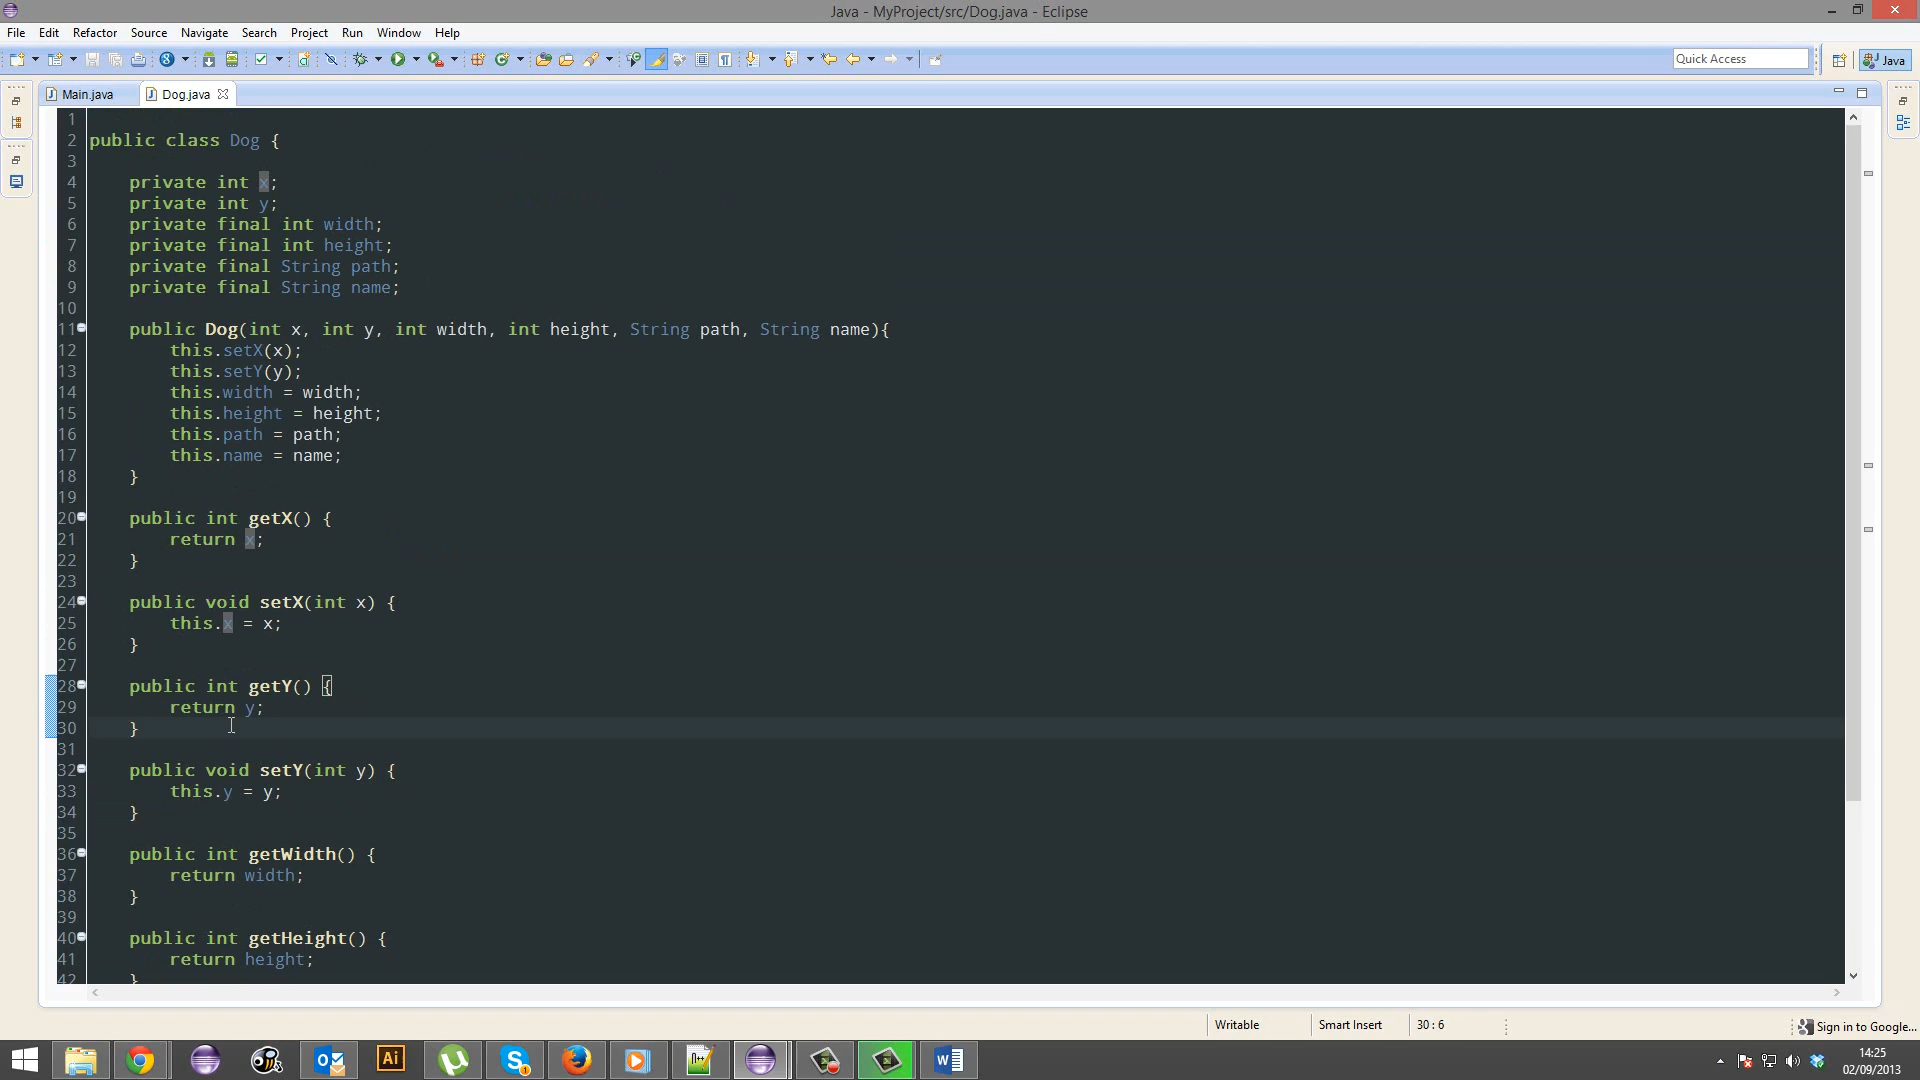 Java - MyProject/src/Dog.java - Eclipse
File Edit Refactor Source Navigate Search Project Run Window Help
Quick Access
Java
Main.java Dog.java
1
2 public class Dog {
3
4 private int x;
5 private int y;
6 private final int width;
7 private final int height;
8 private final String path;
9 private final String name;
10
11 public Dog(int x, int y, int width, int height, String path, String name){
12 this.setX(x);
13 this.setY(y);
14 this.width = width;
15 this.height = height;
16 this.path = path;
17 this.name = name;
18 }
19
20 public int getX() {
21 return x;
22 }
23
24 public void setX(int x) {
25 this.x = x;
26 }
27
28 public int getY() {
29 return y;
30 }
31
32 public void setY(int y) {
33 this.y = y;
34 }
35
36 public int getWidth() {
37 return width;
38 }
39
40 public int getHeight() {
41 return height;
42 }
Writable Smart Insert 30 : 6
Sign in to Google...
Ai
14:25
02/09/2013